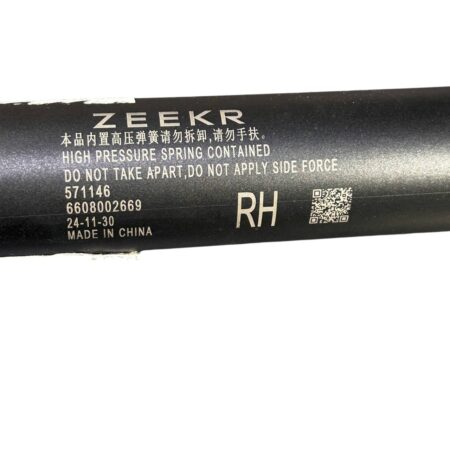 ZEEKR
本品内置高压弹簧请勿拆卸,请勿手扶。
HIGH PRESSURE SPRING CONTAINED
DO NOT TAKE APART,DO NOT APPLY SIDE FORCE.
571146
6608002669
24-11-30
MADE IN CHINA
RH